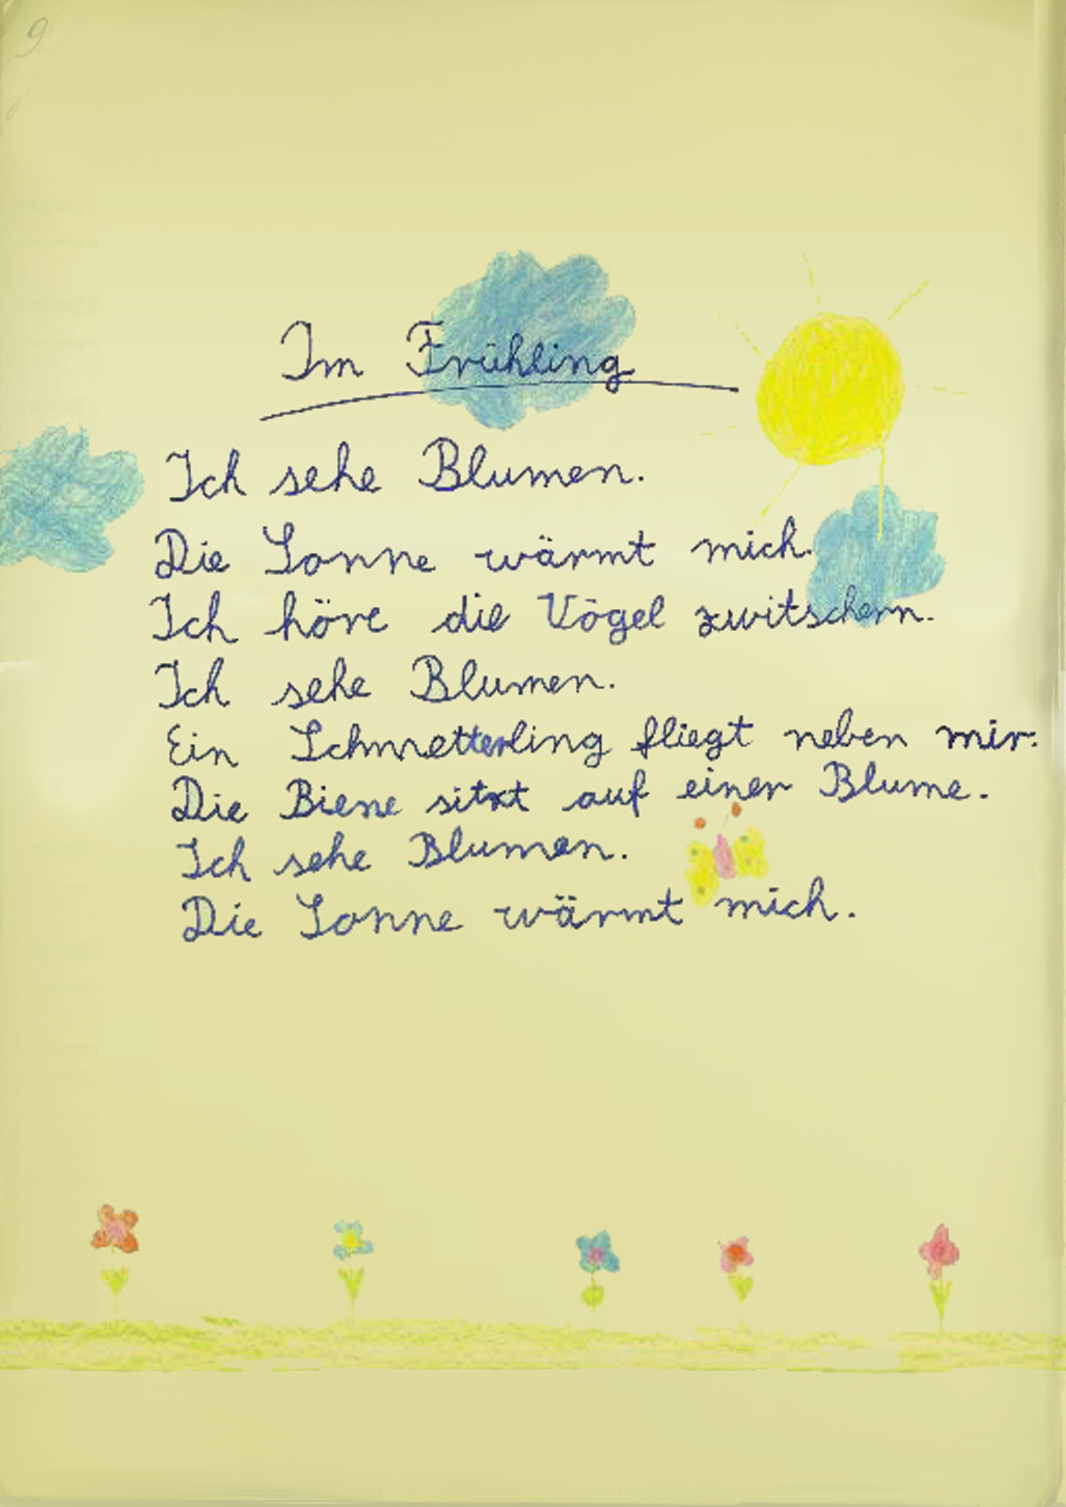 9.
Im Frühling
Ich sehe Blumen.
Die Sonne wärmt mich.
Ich höre die Vögel zwitschern.
Ich sehe Blumen.
Ein Schmetterling fliegt neben mir.
Die Biene sitzt auf einer Blume.
Ich sehe Blumen.
Die Sonne wärmt mich.